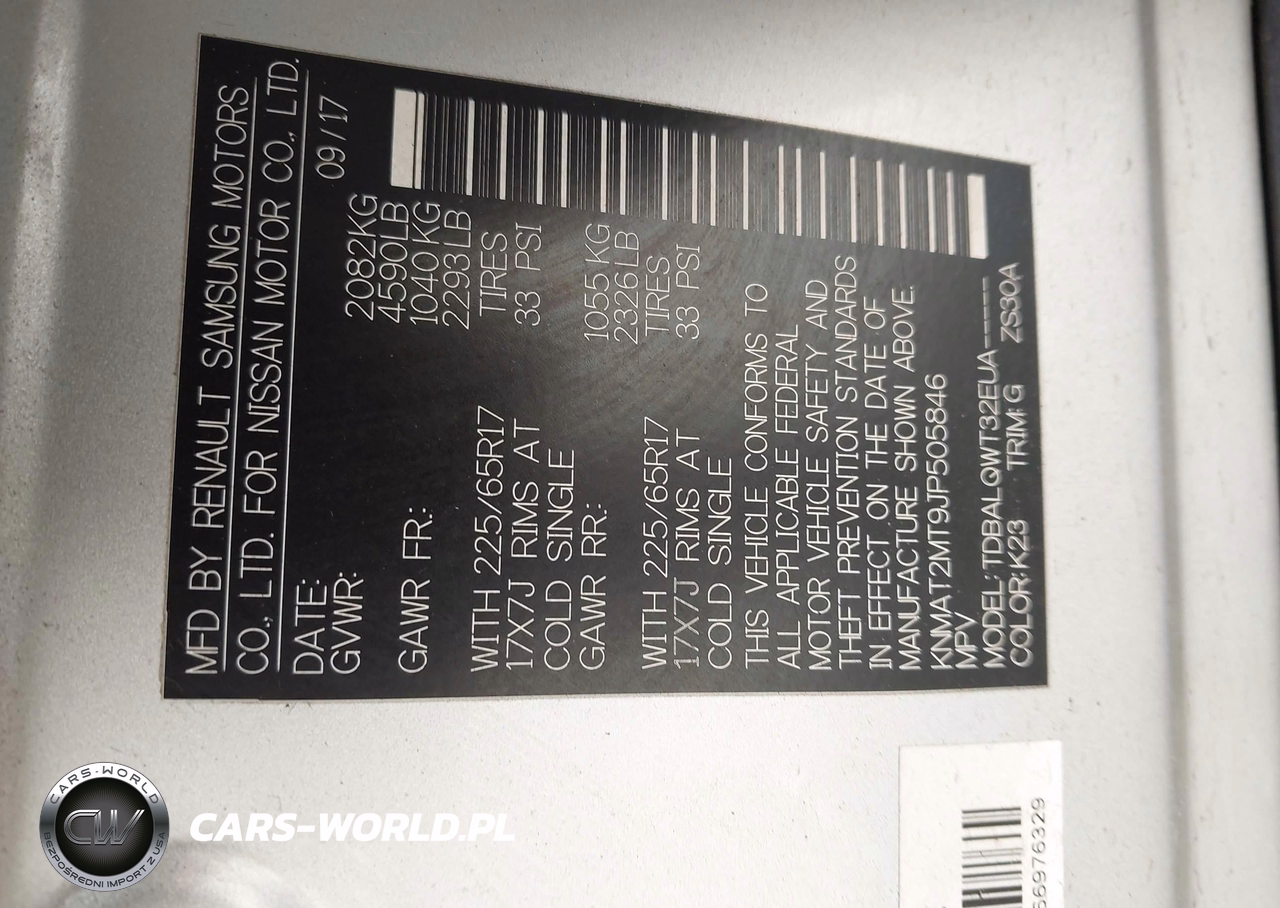 MFD BY RENAULT SAMSUNG MOTORS
CO., LTD. FOR NISSAN MOTOR CO., LTD.
DATE: 09/17
GVWR: 2082KG
4590LB
GAWR FR.: 1040KG
2293LB
WITH 225/65R17 TIRES
17X7J RIMS AT 33 PSI
COLD SINGLE
GAWR RR.: 1055KG
2326LB
WITH 225/65R17 TIRES
17X7J RIMS AT 33 PSI
COLD SINGLE
THIS VEHICLE CONFORMS TO
ALL APPLICABLE FEDERAL
MOTOR VEHICLE SAFETY AND
THEFT PREVENTION STANDARDS
IN EFFECT ON THE DATE OF
MANUFACTURE SHOWN ABOVE.
KNMAT2MT9JP505846
MPV
MODEL: TDBALQWT32EUA-----
COLOR: K23 TRIM: G ZS30A
66976329
CARS-WORLD
CW
BEZPOŚREDNI IMPORT Z USA
CARS-WORLD.PL